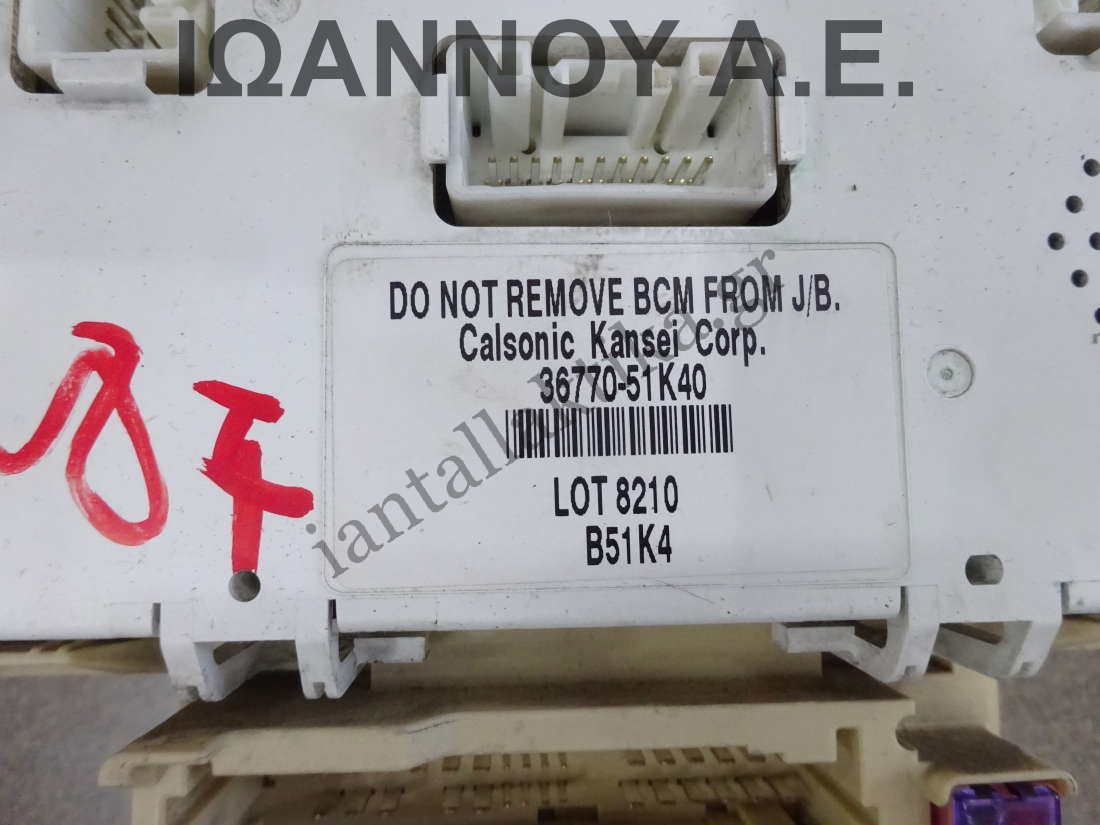 ΙΩΑΝΝΟΥ Α.Ε.
DO NOT REMOVE BCM FROM J/B.
Calsonic Kansei Corp.
36770-51K40
LOT 8210
B51K4
iantallaktika.gr